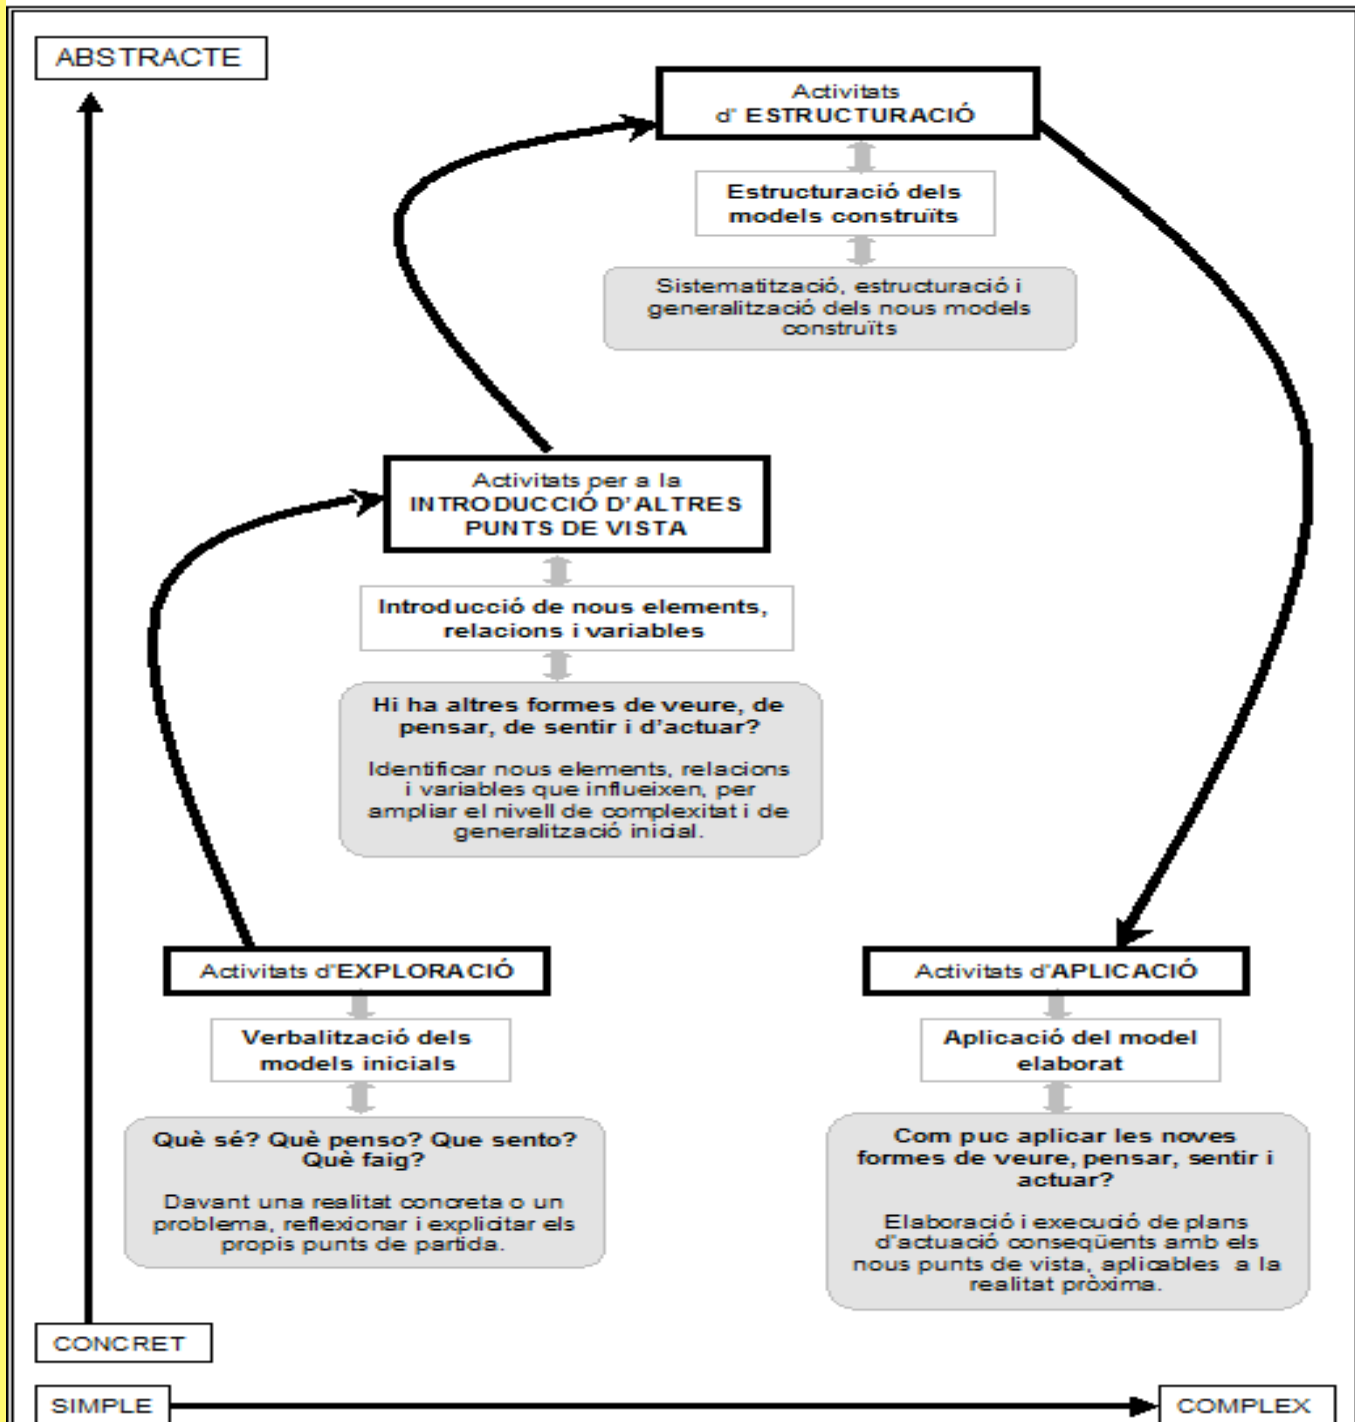 ABSTRACTE
Activitats
d' ESTRUCTURACIÓ
Estructuració dels
models construïts
Sistematització, estructuració i
generalització dels nous models
construïts
Activitats per a la
INTRODUCCIÓ D'ALTRES
PUNTS DE VISTA
Introducció de nous elements,
relacions i variables
Hi ha altres formes de veure, de
pensar, de sentir i d'actuar?
Identificar nous elements, relacions
i variables que influeixen, per
ampliar el nivell de complexitat i de
generalització inicial.
Activitats d'EXPLORACIÓ
Verbalització dels
models inicials
Què sé? Què penso? Que sento?
Què faig?
Davant una realitat concreta o un
problema, reflexionar i explicitar els
propis punts de partida.
Activitats d'APLICACIÓ
Aplicació del model
elaborat
Com puc aplicar les noves
formes de veure, pensar, sentir i
actuar?
Elaboració i execució de plans
d'actuació conseqüents amb els
nous punts de vista, aplicables a la
realitat pròxima.
CONCRET
SIMPLE
COMPLEX